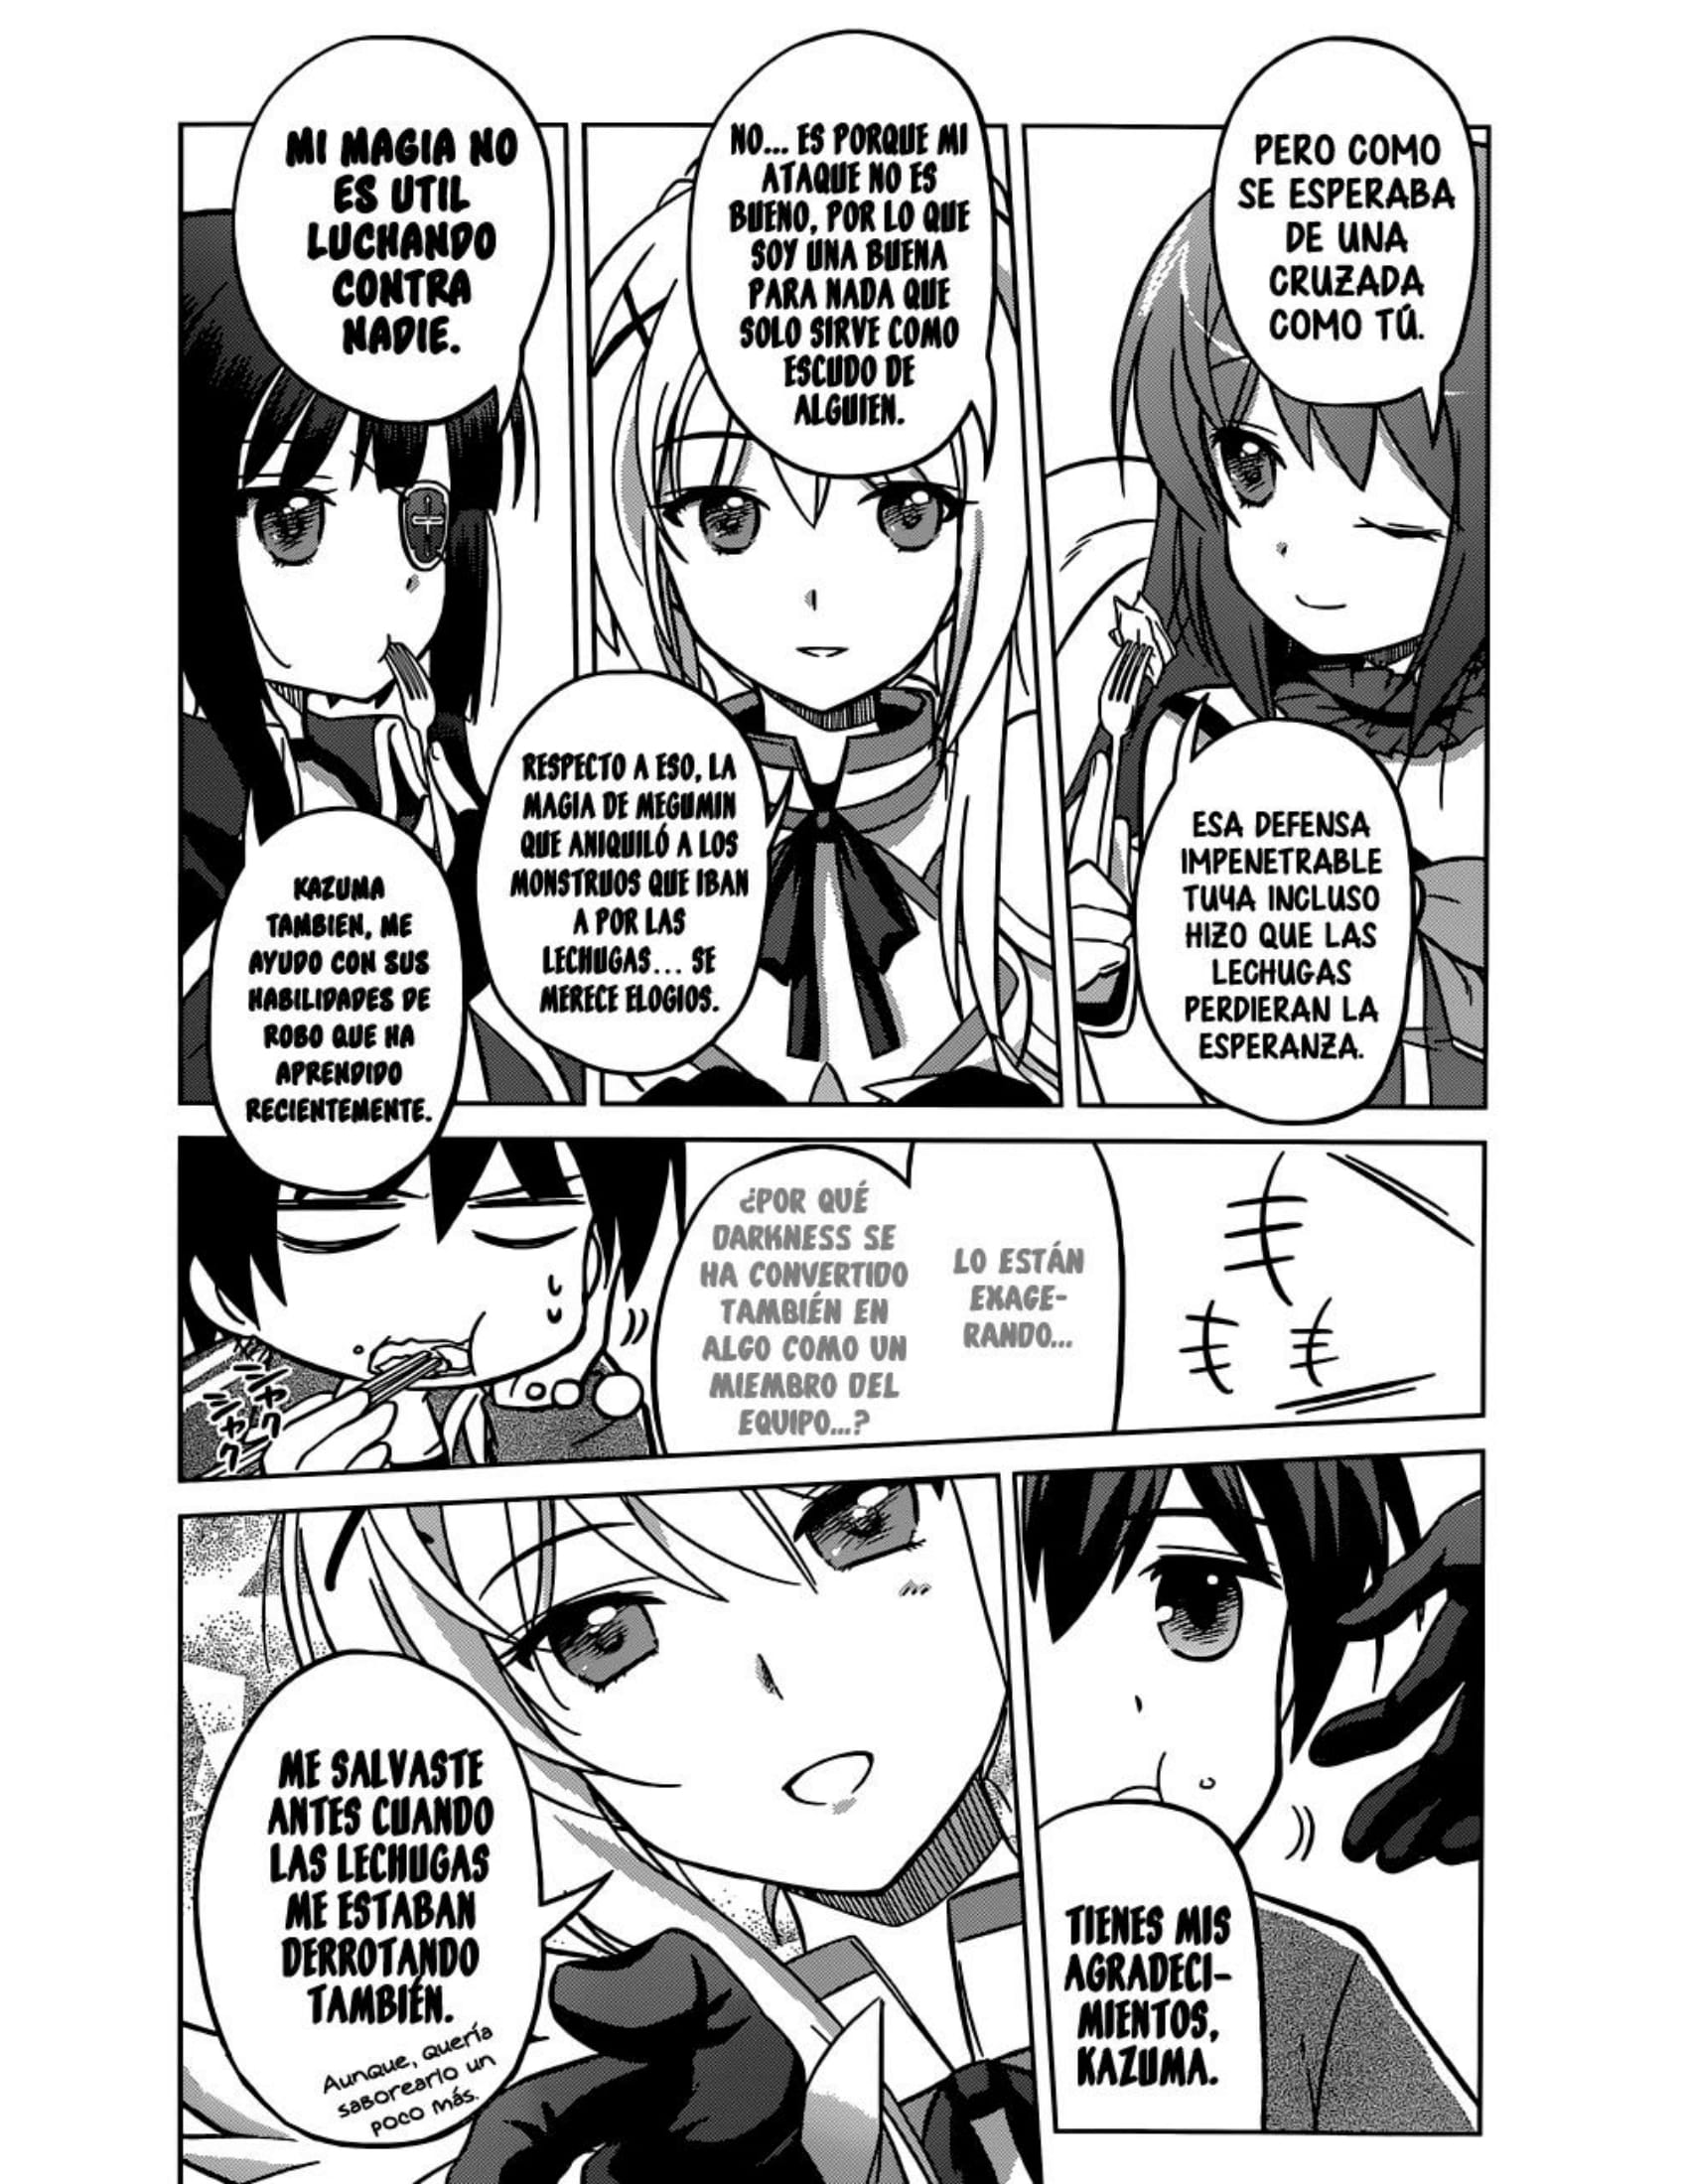 PERO COMO
SE ESPERABA
DE UNA
CRUZADA
COMO TÚ.
ESA DEFENSA
IMPENETRABLE
TUYA INCLUSO
HIZO QUE LAS
LECHUGAS
PERDIERAN LA
ESPERANZA.
NO... ES PORQUE MI
ATAQUE NO ES
BUENO, POR LO QUE
SOY UNA BUENA
PARA NADA QUE
SOLO SIRVE COMO
ESCUDO DE
ALGUIEN.
RESPECTO A ESO, LA
MAGIA DE MEGUMIN
QUE ANIQUILÓ A LOS
MONSTRUOS QUE IBAN
A POR LAS
LECHUGAS... SE
MERECE ELOGIOS.
MI MAGIA NO
ES UTIL
LUCHANDO
CONTRA
NADIE.
KAZUMA
TAMBIEN, ME
AYUDO CON SUS
HABILIDADES DE
ROBO QUE HA
APRENDIDO
RECIENTEMENTE.
LO ESTÁN
EXAGE-
RANDO...
¿POR QUÉ
DARKNESS SE
HA CONVERTIDO
TAMBIÉN EN
ALGO COMO UN
MIEMBRO DEL
EQUIPO...?
シャク
シャク
TIENES MIS
AGRADECI-
MIENTOS,
KAZUMA.
ME SALVASTE
ANTES CUANDO
LAS LECHUGAS
ME ESTABAN
DERROTANDO
TAMBIÉN.
Aunque, quería
saborearlo un
poco más.